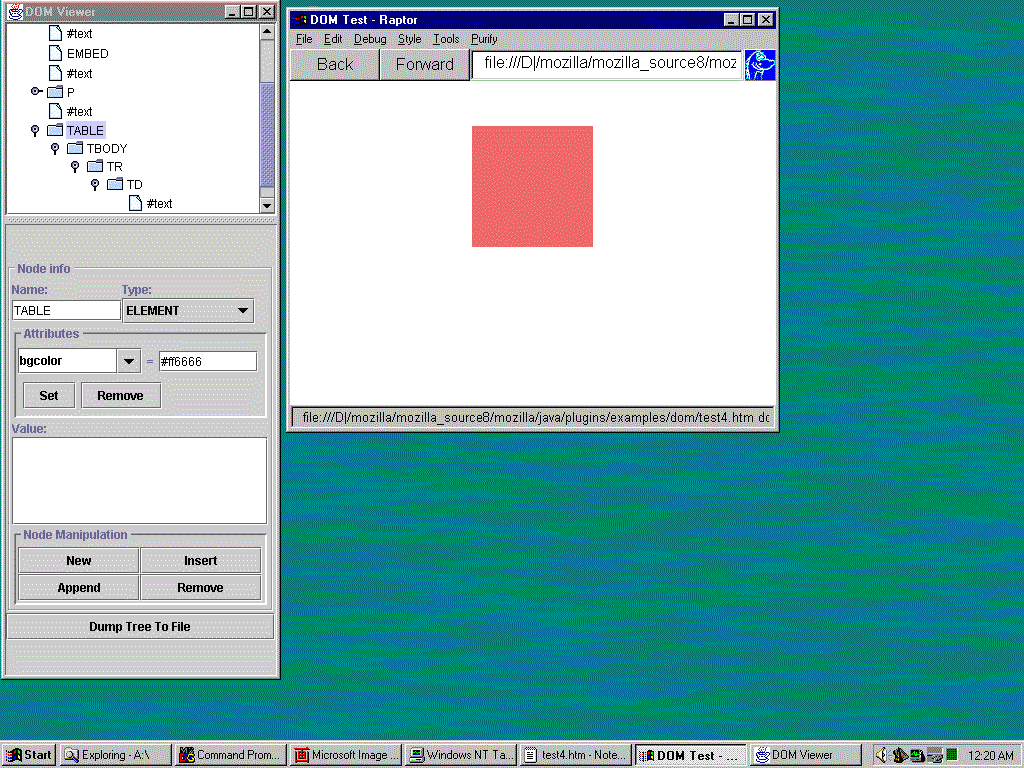 DOM Viewer
#text
EMBED
#text
P
#text
TABLE
TBODY
TR
TD
#text
Node info
Name: Type:
TABLE ELEMENT
Attributes
bgcolor = #ff6666
Set Remove
Value:
Node Manipulation
New Insert
Append Remove
Dump Tree To File
DOM Test - Raptor
File Edit Debug Style Tools Purify
Back Forward file:///D|/mozilla/mozilla_source8/moz
file:///D|/mozilla/mozilla_source8/mozilla/java/plugins/examples/dom/test4.htm do
Start Exploring - A:\ Command Prom... Microsoft Image ... Windows NT Ta... test4.htm - Note... DOM Test - ... DOM Viewer 12:20 AM